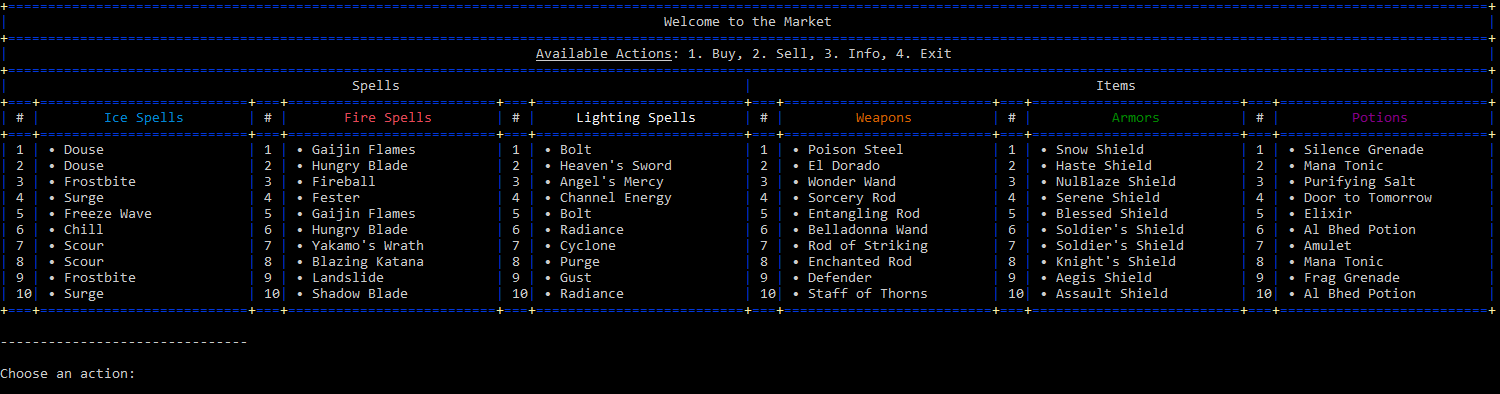 Welcome to the Market
Available Actions: 1. Buy, 2. Sell, 3. Info, 4. Exit
Spells Items
# Ice Spells # Fire Spells # Lighting Spells # Weapons # Armors # Potions
1 • Douse 1 • Gaijin Flames 1 • Bolt 1 • Poison Steel 1 • Snow Shield 1 • Silence Grenade
2 • Douse 2 • Hungry Blade 2 • Heaven's Sword 2 • El Dorado 2 • Haste Shield 2 • Mana Tonic
3 • Frostbite 3 • Fireball 3 • Angel's Mercy 3 • Wonder Wand 3 • NulBlaze Shield 3 • Purifying Salt
4 • Surge 4 • Fester 4 • Channel Energy 4 • Sorcery Rod 4 • Serene Shield 4 • Door to Tomorrow
5 • Freeze Wave 5 • Gaijin Flames 5 • Bolt 5 • Entangling Rod 5 • Blessed Shield 5 • Elixir
6 • Chill 6 • Hungry Blade 6 • Radiance 6 • Belladonna Wand 6 • Soldier's Shield 6 • Al Bhed Potion
7 • Scour 7 • Yakamo's Wrath 7 • Cyclone 7 • Rod of Striking 7 • Soldier's Shield 7 • Amulet
8 • Scour 8 • Blazing Katana 8 • Purge 8 • Enchanted Rod 8 • Knight's Shield 8 • Mana Tonic
9 • Frostbite 9 • Landslide 9 • Gust 9 • Defender 9 • Aegis Shield 9 • Frag Grenade
10 • Surge 10 • Shadow Blade 10 • Radiance 10 • Staff of Thorns 10 • Assault Shield 10 • Al Bhed Potion
-------------------------------
Choose an action: